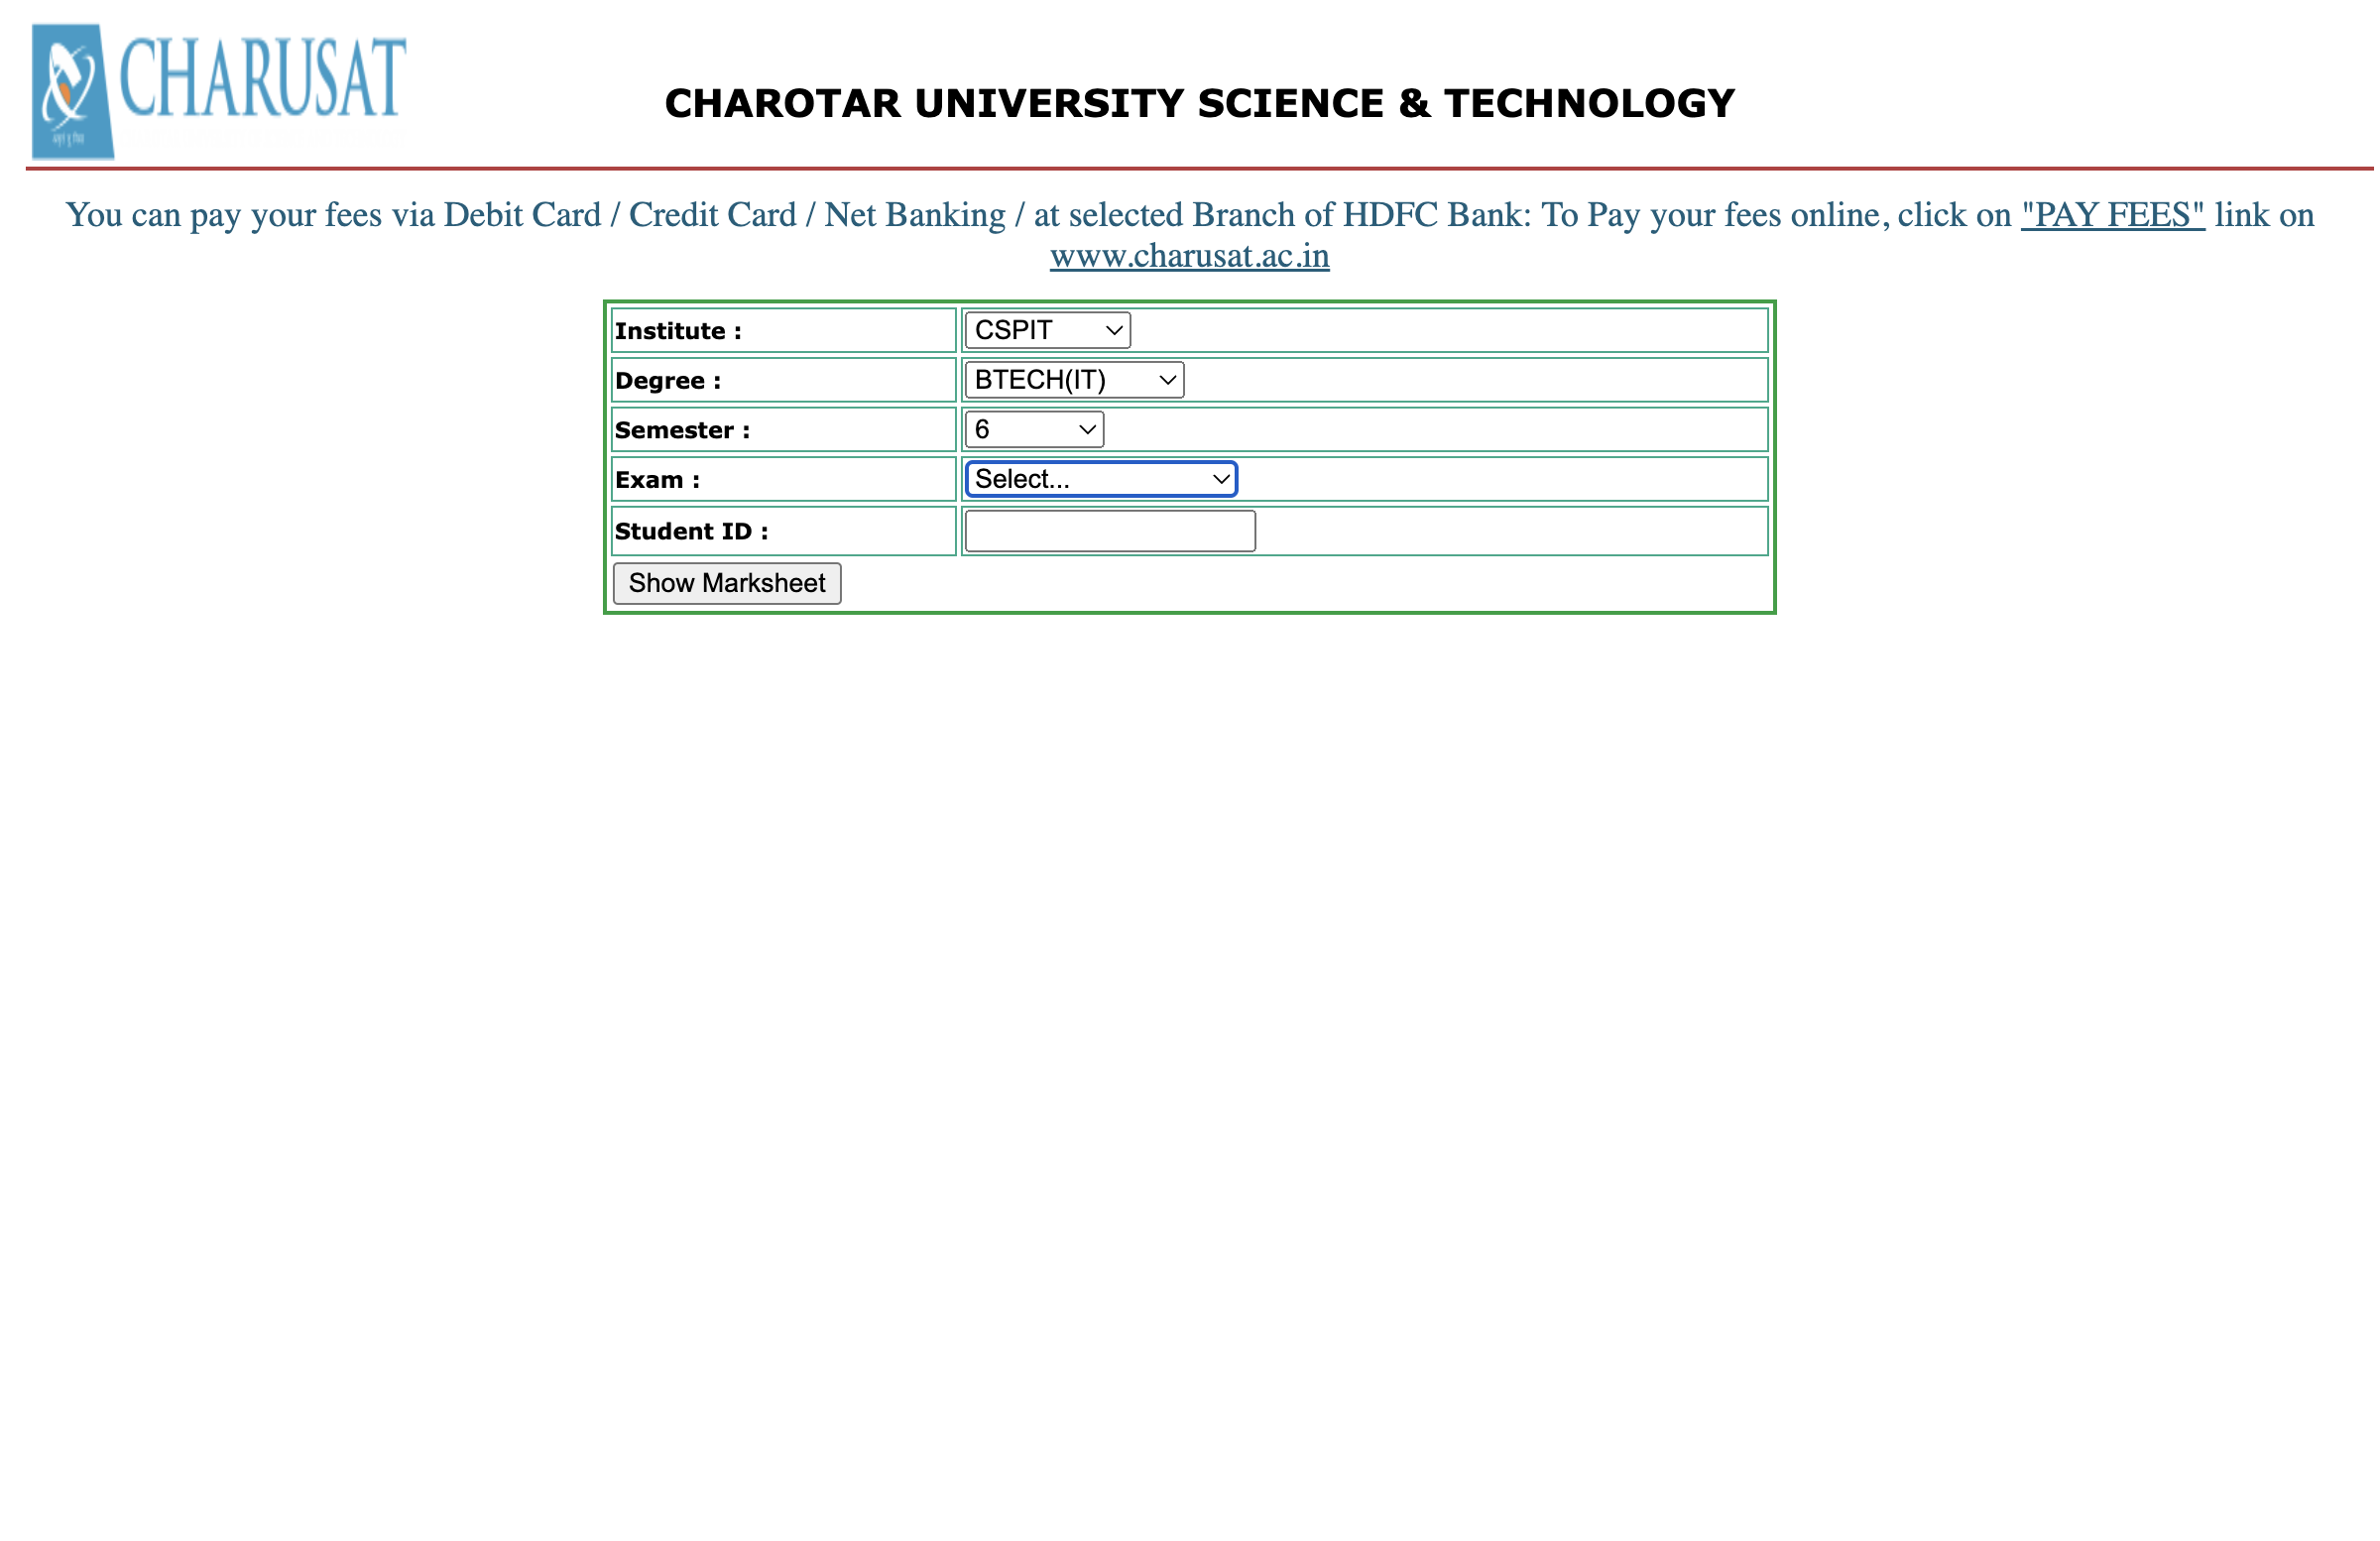 CHARUSAT
CHAROTAR UNIVERSITY SCIENCE & TECHNOLOGY
You can pay your fees via Debit Card / Credit Card / Net Banking / at selected Branch of HDFC Bank: To Pay your fees online, click on "PAY FEES" link on
www.charusat.ac.in
Institute : CSPIT
Degree : BTECH(IT)
Semester : 6
Exam : Select...
Student ID :
Show Marksheet